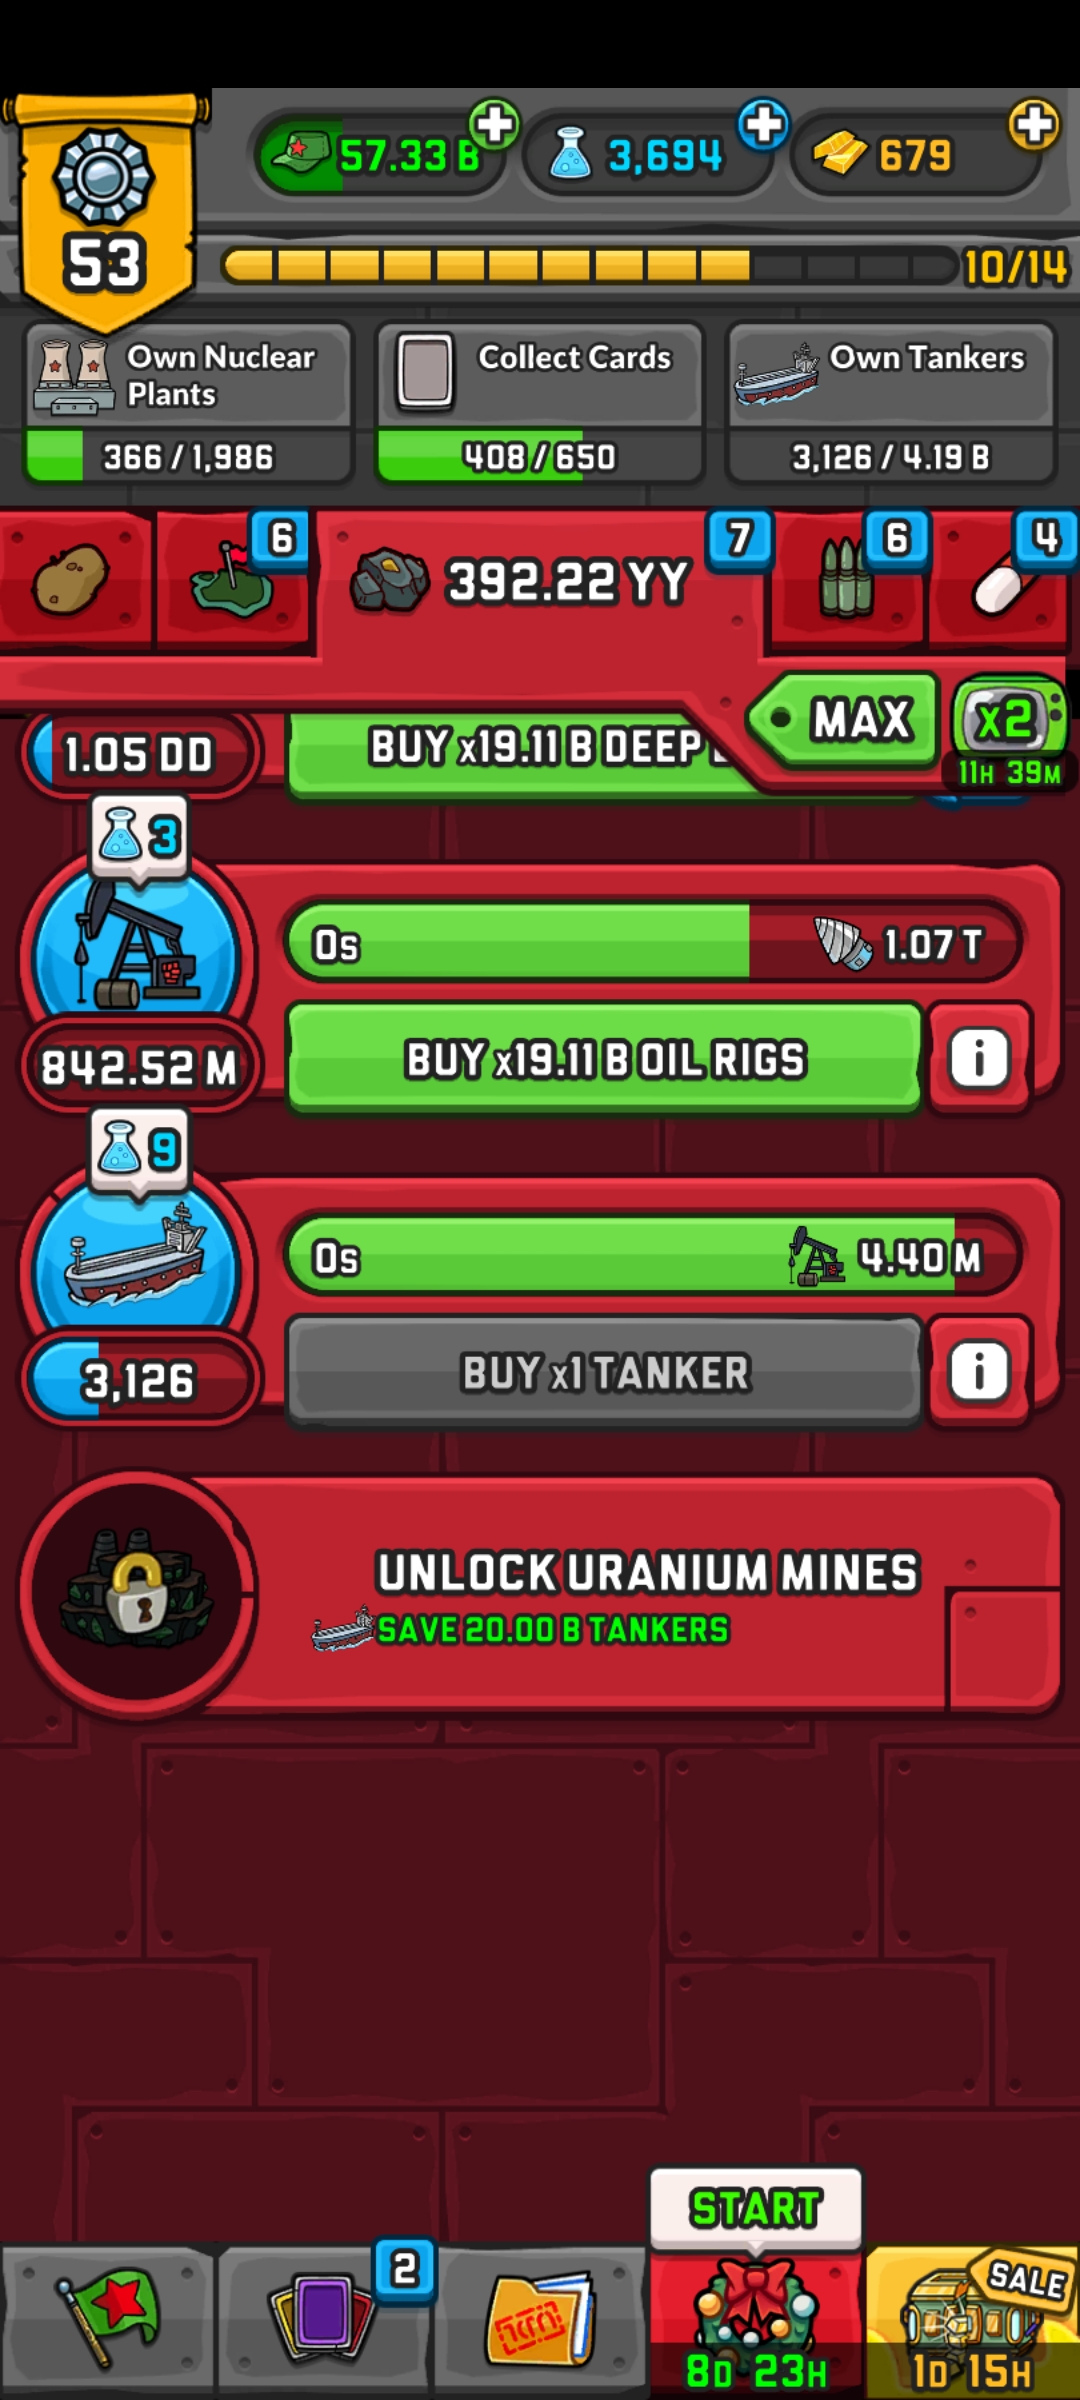 57.33 B
3,694
679
53
10/14
Own Nuclear
Plants
Collect Cards
Own Tankers
366 / 1,986
408 / 650
3,126 / 4.19 B
6
392.22 YY
7
6
4
MAX
x2
11H 39M
1.05 DD
BUY x19.11 B DEEP
3
0s
1.07 T
842.52 M
BUY x19.11 B OIL RIGS
i
9
0s
4.40 M
3,126
BUY x1 TANKER
i
UNLOCK URANIUM MINES
SAVE 20.00 B TANKERS
START
2
SALE
8D 23H
1D 15H